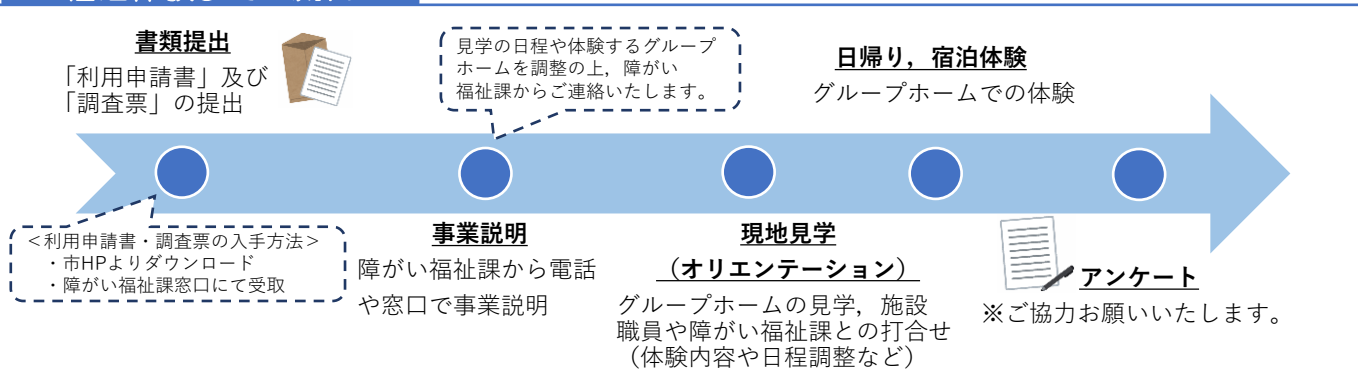 書類提出
「利用申請書」及び
「調査票」の提出
見学の日程や体験するグループ
ホームを調整の上，障がい
福祉課からご連絡いたします。
日帰り，宿泊体験
グループホームでの体験
＜利用申請書・調査票の入手方法＞
・市HPよりダウンロード
・障がい福祉課窓口にて受取
事業説明
障がい福祉課から電話
や窓口で事業説明
現地見学
（オリエンテーション）
グループホームの見学，施設
職員や障がい福祉課との打合せ
（体験内容や日程調整など）
アンケート
※ご協力お願いいたします。